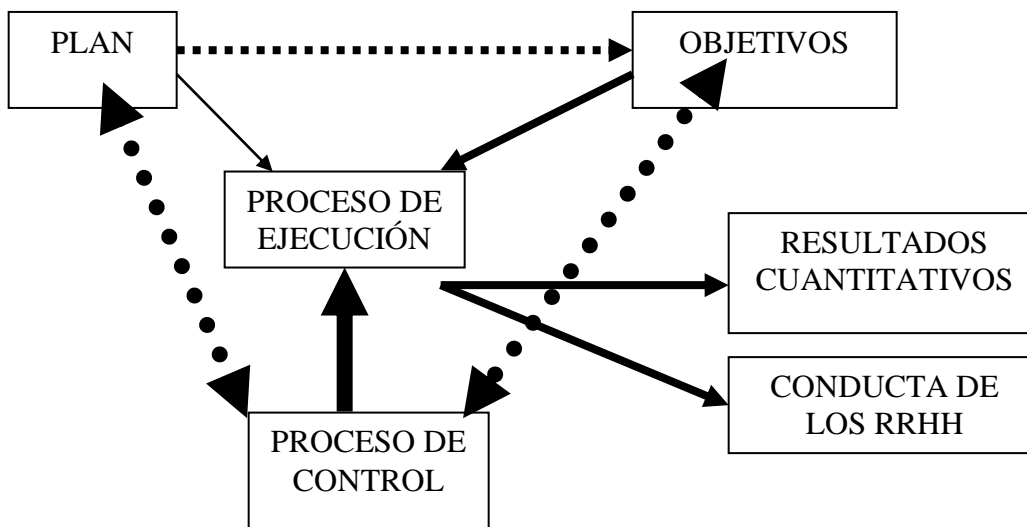 PLAN
OBJETIVOS
PROCESO DE
EJECUCIÓN
RESULTADOS
CUANTITATIVOS
CONDUCTA DE
LOS RRHH
PROCESO DE
CONTROL